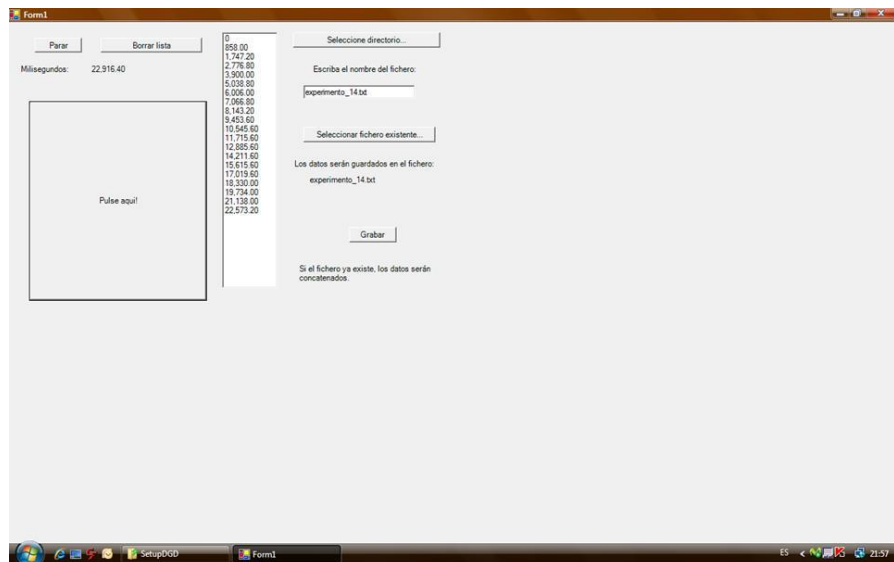 Form1
Parar
Borrar lista
Milisegundos:
22,916.40
Pulse aqui!
0
858.00
1,747.20
2,776.80
3,900.00
5,038.80
6,006.00
7,066.80
8,143.20
9,453.60
10,545.60
11,715.60
12,885.60
14,211.60
15,615.60
17,019.60
18,330.00
19,734.00
21,138.00
22,573.20
Seleccione directorio...
Escriba el nombre del fichero:
experimento_14.txt
Seleccionar fichero existente...
Los datos serán guardados en el fichero:
experimento_14.txt
Grabar
Si el fichero ya existe, los datos serán
concatenados.
SetupDGD
Form1
ES
21:57